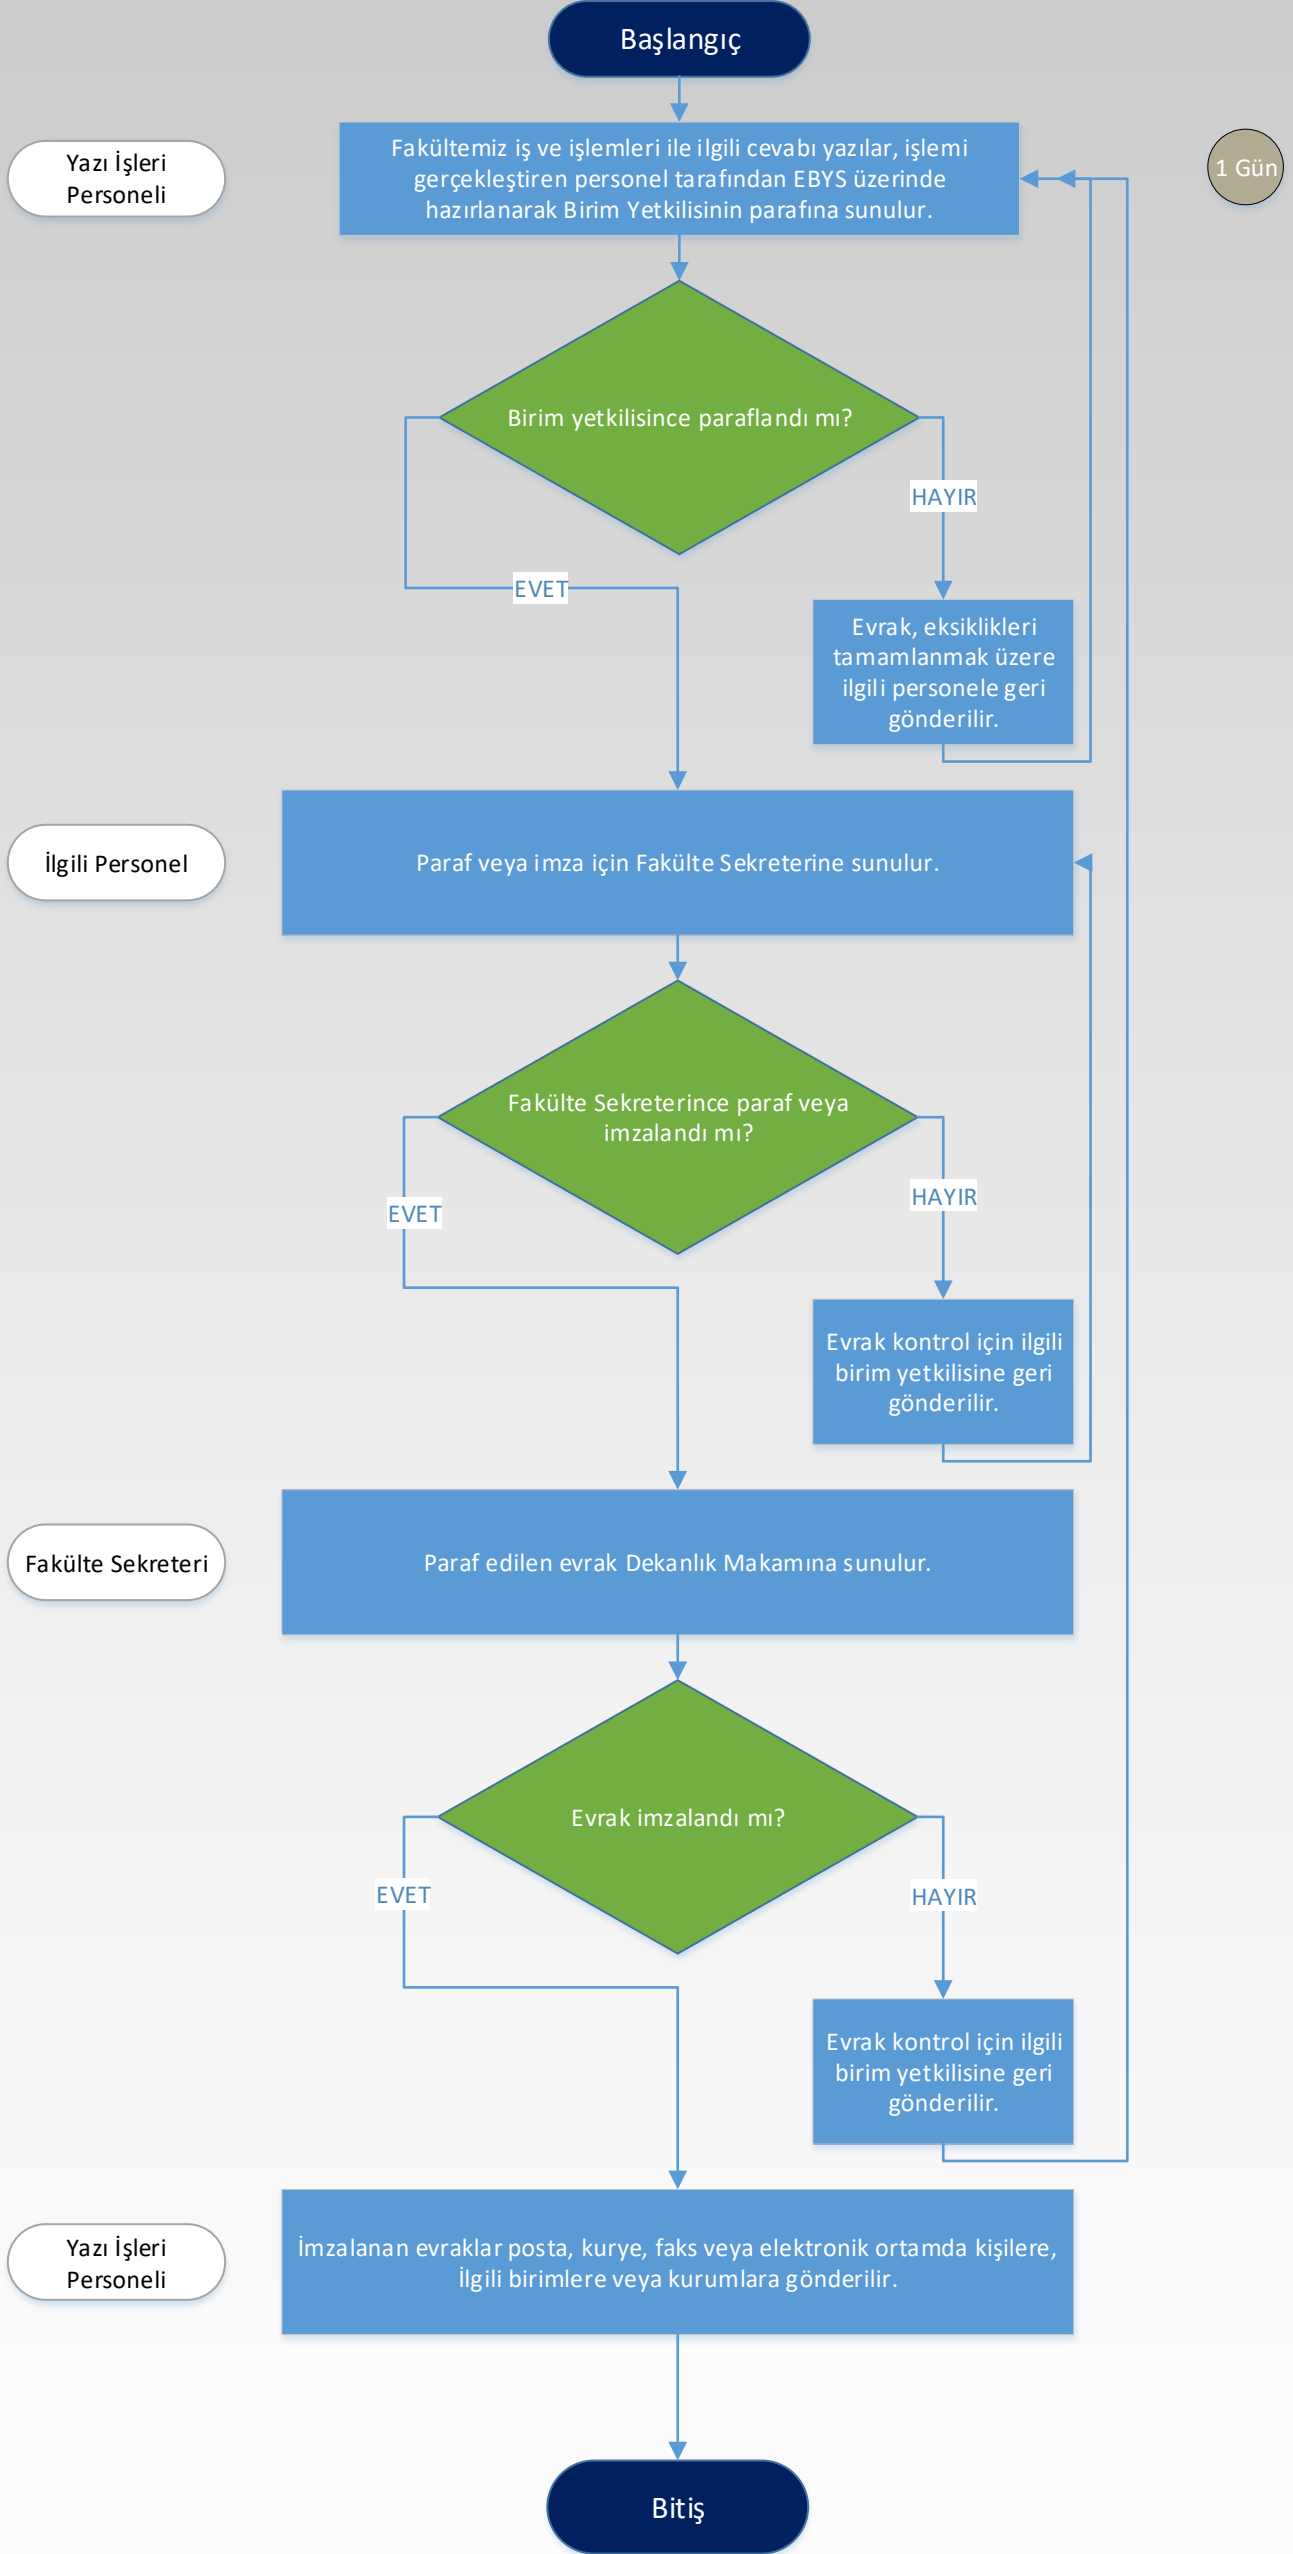 Başlangıç
Yazı İşleri
Personeli
Fakültemiz iş ve işlemleri ile ilgili cevabı yazılar, işlemi
gerçekleştiren personel tarafından EBYS üzerinde
hazırlanarak Birim Yetkilisinin parafına sunulur.
1 Gün
Birim yetkilisince paraflandı mı?
HAYIR
EVET
Evrak, eksiklikleri
tamamlanmak üzere
ilgili personele geri
gönderilir.
İlgili Personel
Paraf veya imza için Fakülte Sekreterine sunulur.
Fakülte Sekreterince paraf veya
imzalandı mı?
EVET
HAYIR
Evrak kontrol için ilgili
birim yetkilisine geri
gönderilir.
Fakülte Sekreteri
Paraf edilen evrak Dekanlık Makamına sunulur.
Evrak imzalandı mı?
EVET
HAYIR
Evrak kontrol için ilgili
birim yetkilisine geri
gönderilir.
Yazı İşleri
Personeli
İmzalanan evraklar posta, kurye, faks veya elektronik ortamda kişilere,
İlgili birimlere veya kurumlara gönderilir.
Bitiş